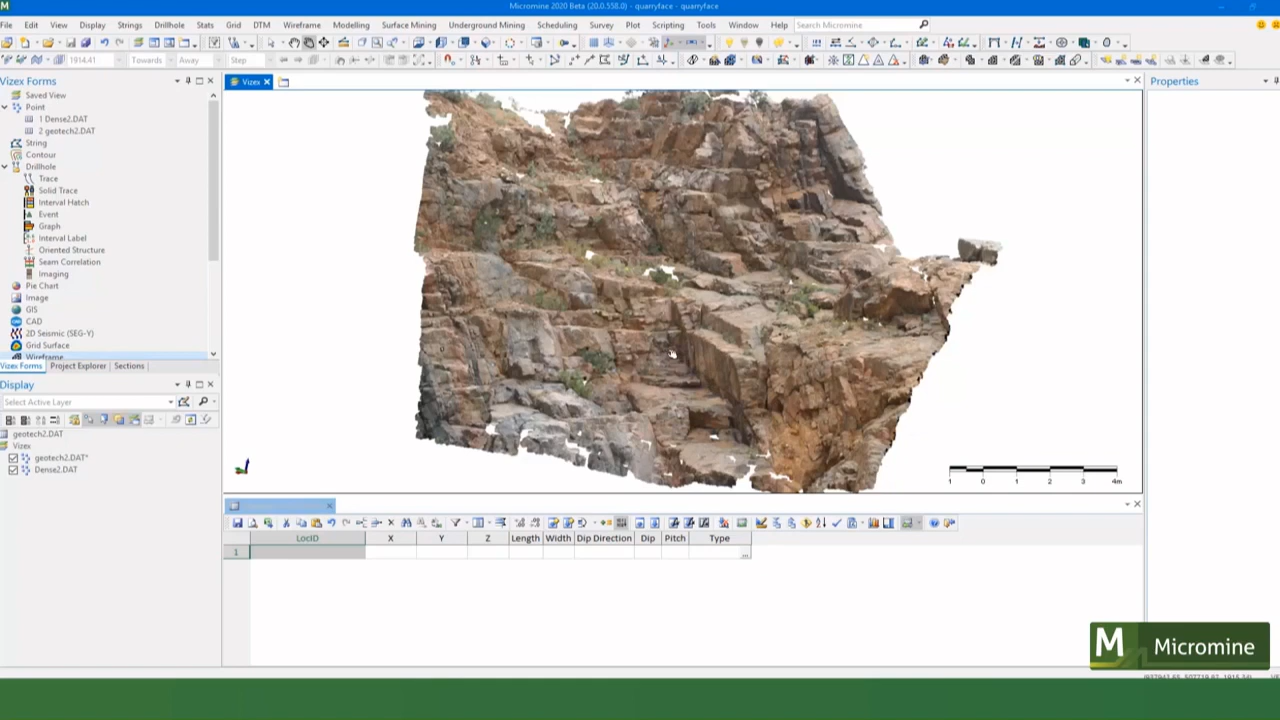 Micromine 2020 Beta (20.0.558.0) - quarryface - quarryface
File Edit View Display Strings Drillhole Stats Grid DTM Wireframe Modelling Surface Mining Underground Mining Scheduling Survey Plot Scripting Tools Window Help Search Micromine
1914.41 Towards Away Step
Vizex Forms
Saved View
Point
1 Dense2.DAT
2 geotech2.DAT
String
Contour
Drillhole
Trace
Solid Trace
Interval Hatch
Event
Graph
Interval Label
Oriented Structure
Seam Correlation
Imaging
Pie Chart
Image
GIS
CAD
2D Seismic (SEG-Y)
Grid Surface
Wireframe
Vizex Forms Project Explorer Sections
Display
Select Active Layer
geotech2.DAT
Vizex
geotech2.DAT*
Dense2.DAT
Vizex
1 0 1 2 3 4m
LocID X Y Z Length Width Dip Direction Dip Pitch Type
1 ...
Properties
M Micromine